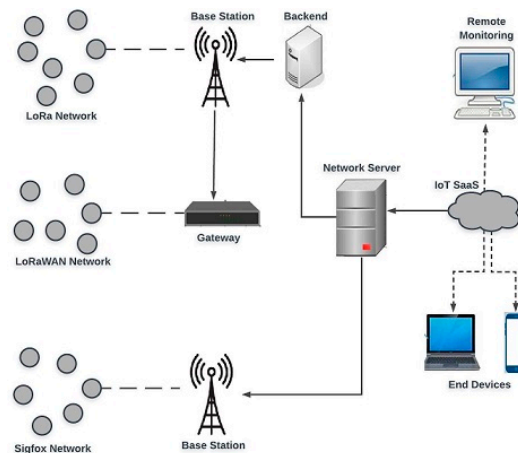 Base Station
Backend
Remote
Monitoring
LoRa Network
Network Server
IoT SaaS
LoRaWAN Network
Gateway
End Devices
Sigfox Network
Base Station